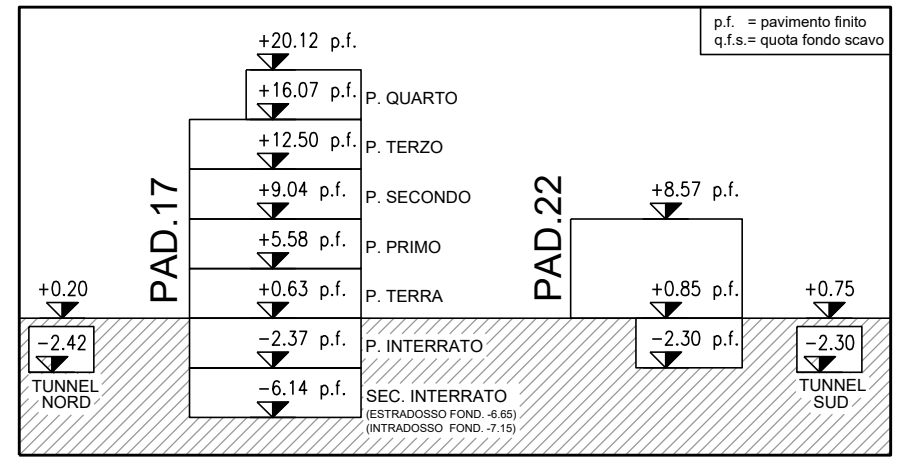 p.f. = pavimento finito
q.f.s.= quota fondo scavo
+20.12 p.f.
+16.07 p.f.
P. QUARTO
+12.50 p.f.
P. TERZO
PAD.17
+9.04 p.f.
P. SECONDO
+5.58 p.f.
P. PRIMO
+0.63 p.f.
P. TERRA
-2.37 p.f.
P. INTERRATO
-6.14 p.f.
SEC. INTERRATO
(ESTRADOSSO FOND. -6.65)
(INTRADOSSO FOND. -7.15)
+0.20
-2.42
TUNNEL
NORD
PAD.22
+8.57 p.f.
+0.85 p.f.
-2.30 p.f.
+0.75
-2.30
TUNNEL
SUD